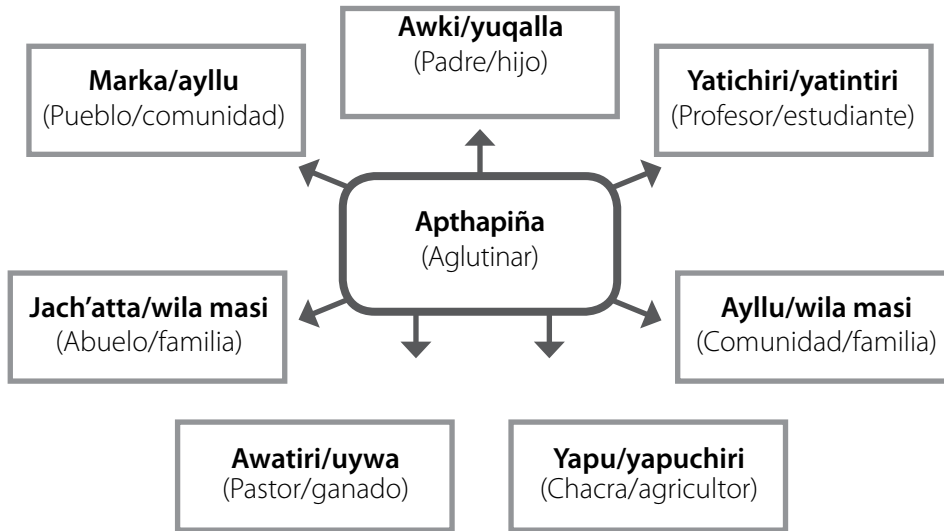 Awki/yuqalla
(Padre/hijo)
Marka/ayllu
(Pueblo/comunidad)
Yatichiri/yatintiri
(Profesor/estudiante)
Apthapiña
(Aglutinar)
Jach’atta/wila masi
(Abuelo/familia)
Ayllu/wila masi
(Comunidad/familia)
Awatiri/uywa
(Pastor/ganado)
Yapu/yapuchiri
(Chacra/agricultor)